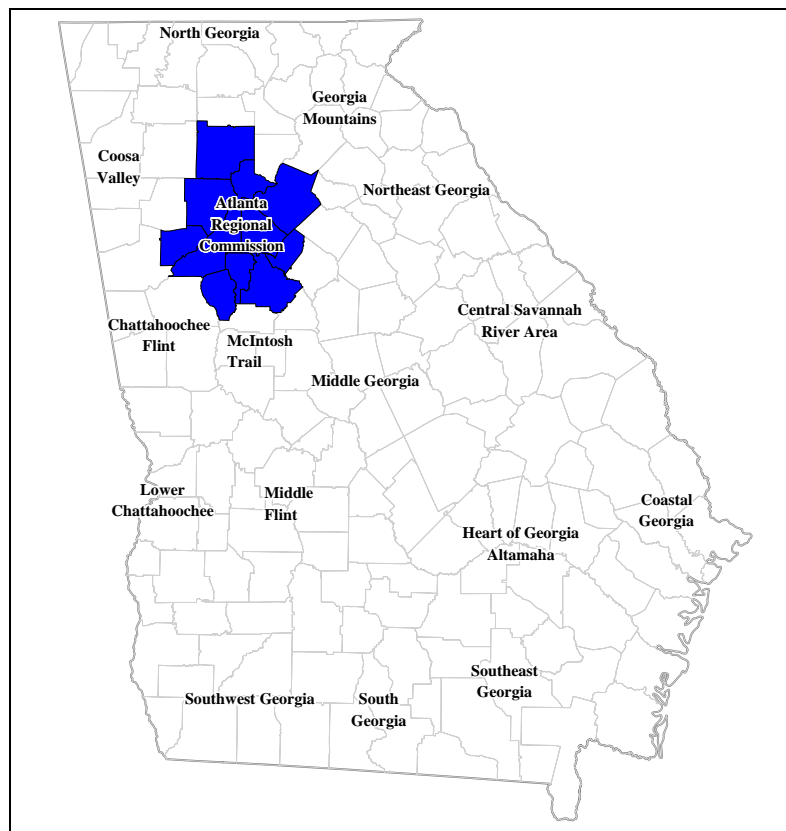 North Georgia
Georgia
Mountains
Coosa
Valley
Northeast Georgia
Atlanta
Regional
Commission
Central Savannah
River Area
Chattahoochee
Flint
McIntosh
Trail
Middle Georgia
Lower
Chattahoochee
Middle
Flint
Coastal
Georgia
Heart of Georgia
Altamaha
Southwest Georgia
South
Georgia
Southeast
Georgia